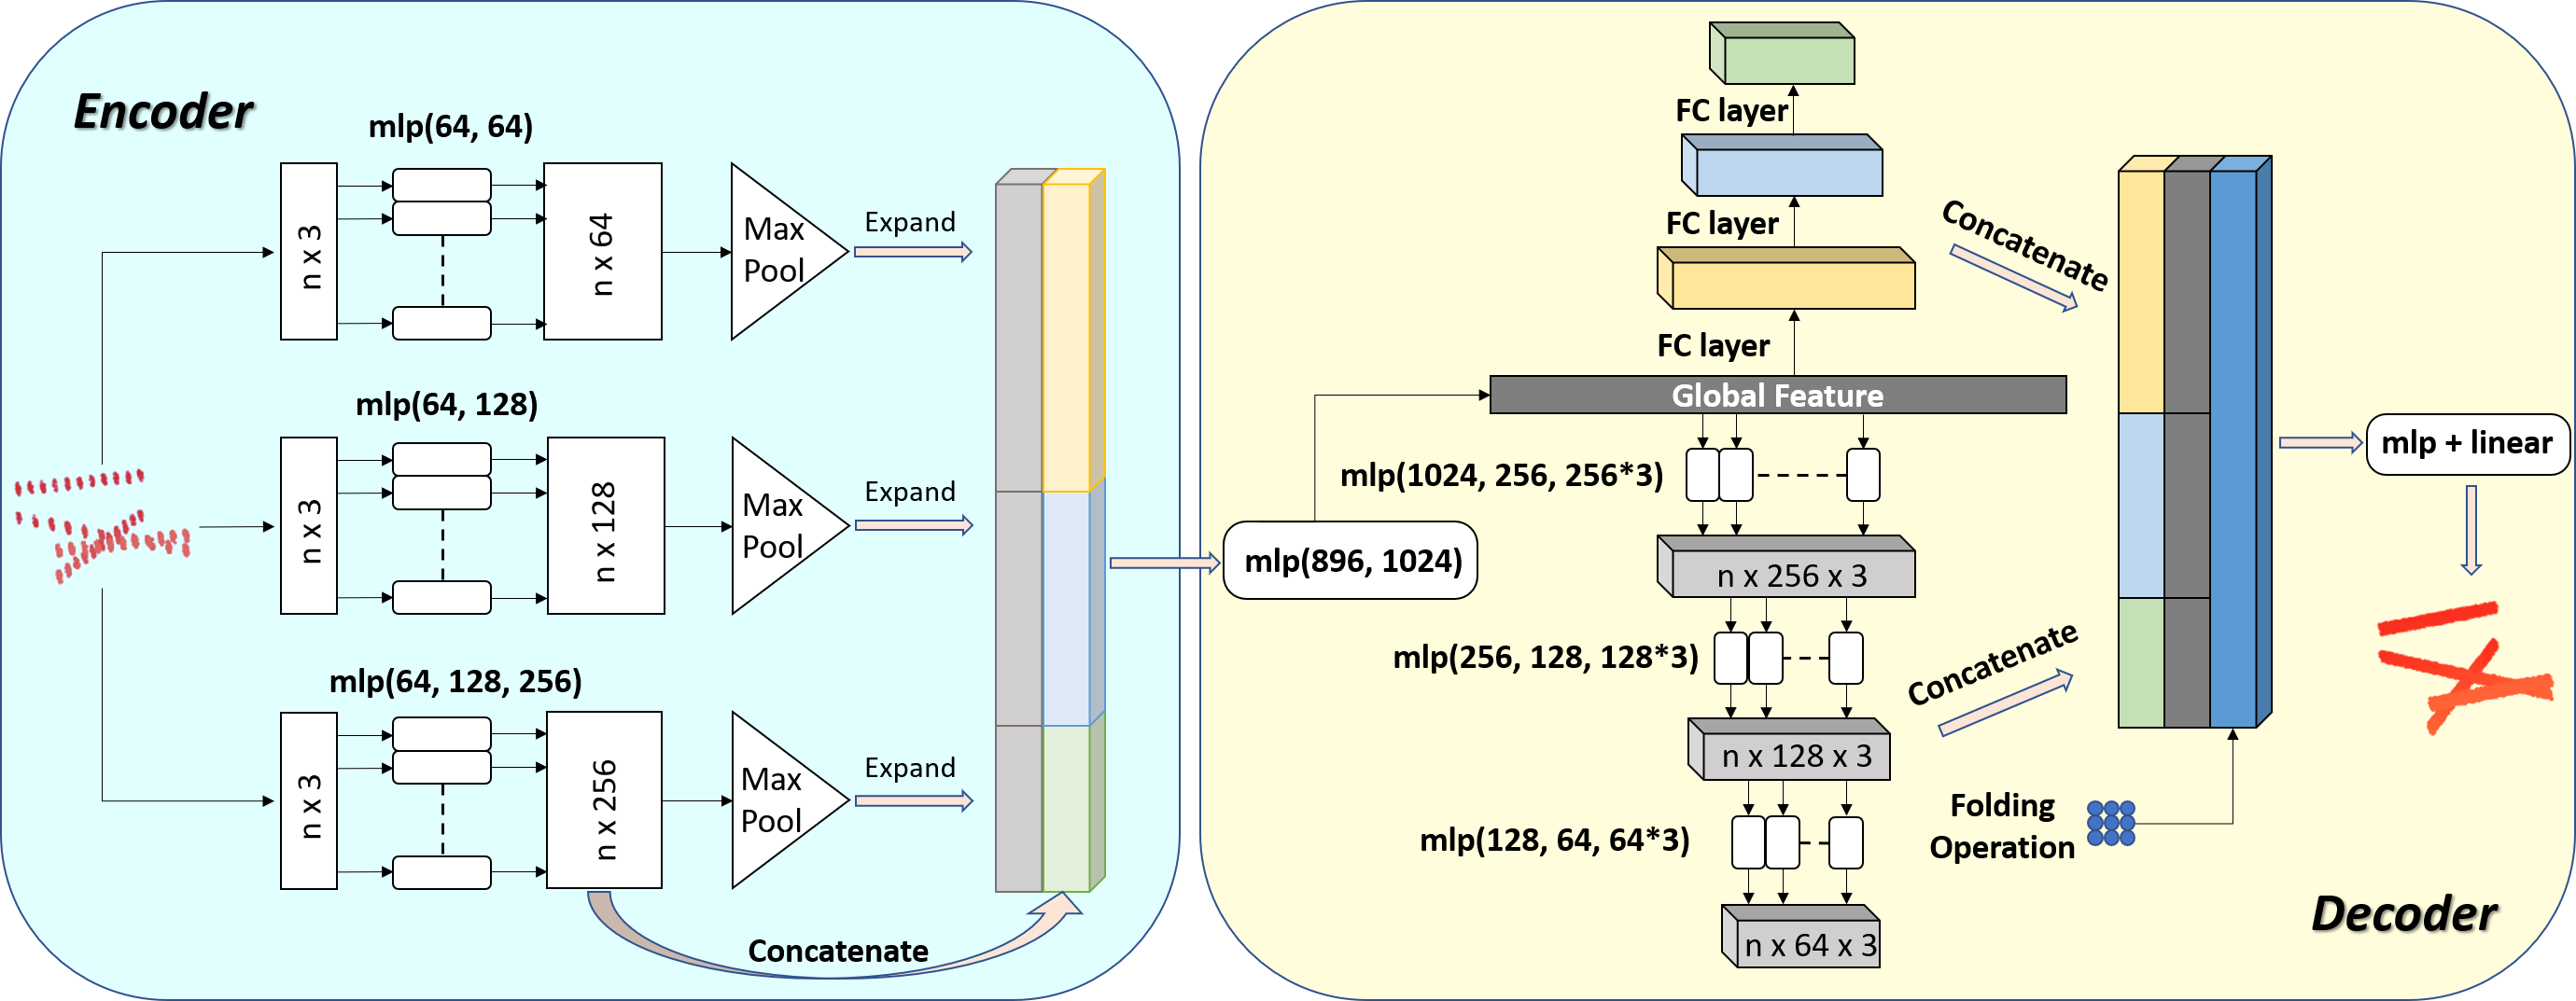 Encoder
mlp(64, 64)
n x 3
n x 64
Max
Pool
Expand
mlp(64, 128)
n x 3
n x 128
Max
Pool
Expand
mlp(64, 128, 256)
n x 3
n x 256
Max
Pool
Expand
Concatenate
mlp(896, 1024)
FC layer
FC layer
FC layer
Global Feature
mlp(1024, 256, 256*3)
n x 256 x 3
mlp(256, 128, 128*3)
n x 128 x 3
mlp(128, 64, 64*3)
n x 64 x 3
Concatenate
Concatenate
Folding
Operation
mlp + linear
Decoder